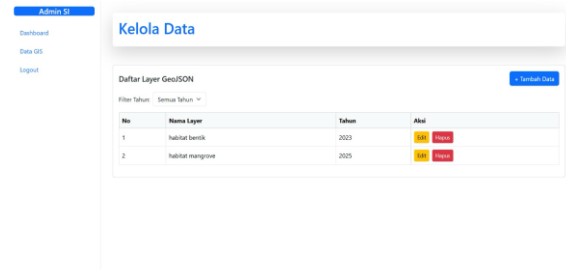 Admin SI
Dashboard
Data GIS
Logout
Kelola Data
Daftar Layer GeoJSON
+ Tambah Data
Filter Tahun: Semua Tahun
No Nama Layer Tahun Aksi
1 habitat bentik 2023 Edit Hapus
2 habitat mangrove 2025 Edit Hapus